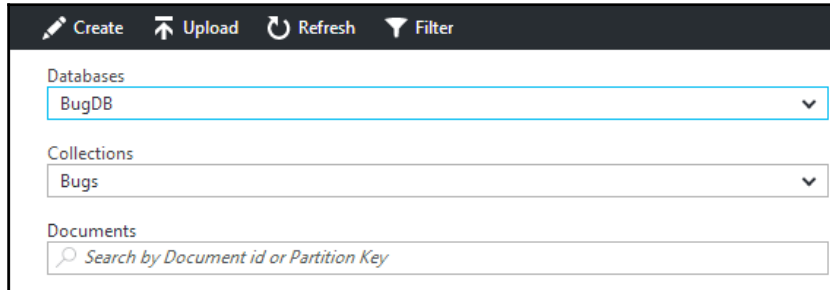 Create Upload Refresh Filter
Databases
BugDB
Collections
Bugs
Documents
Search by Document id or Partition Key